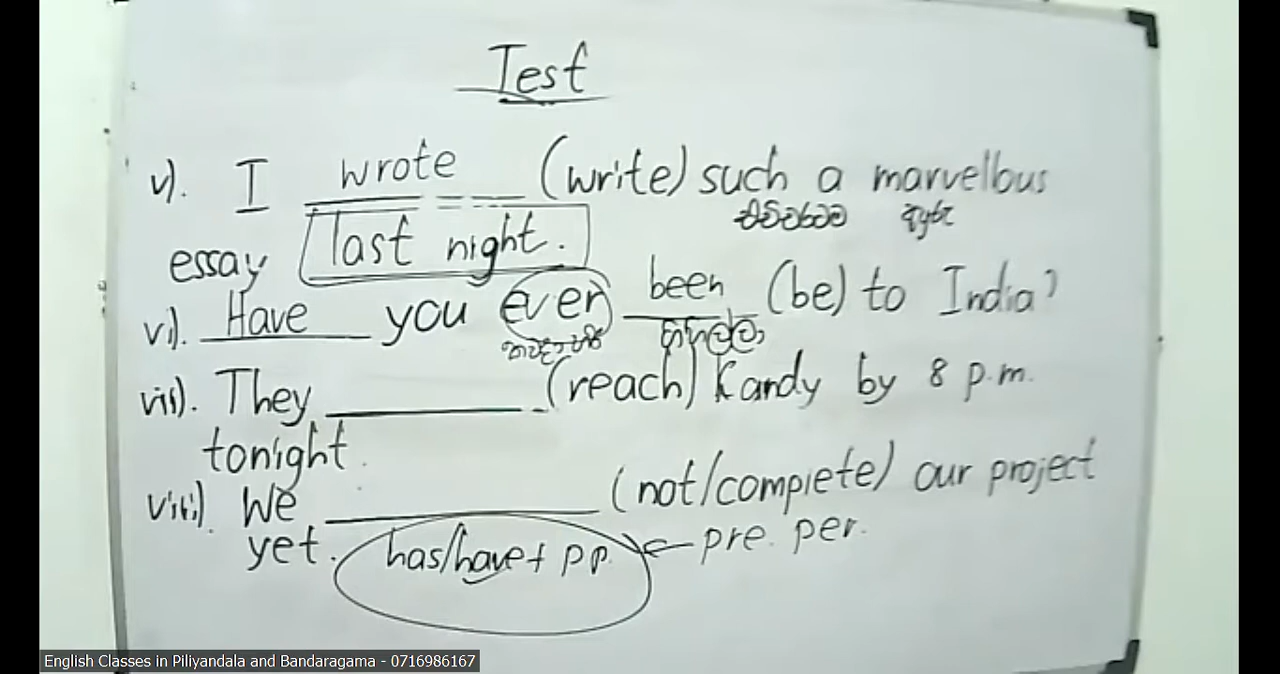 Test
v). I wrote (write) such a marvellous
essay last night.
vi). Have you ever been (be) to India?
vii). They ________ (reach) Kandy by 8 p.m.
tonight.
viii). We ________ (not/complete) our project
yet. has/have + p.p. ← pre. per.
English Classes in Piliyandala and Bandaragama - 0716986167